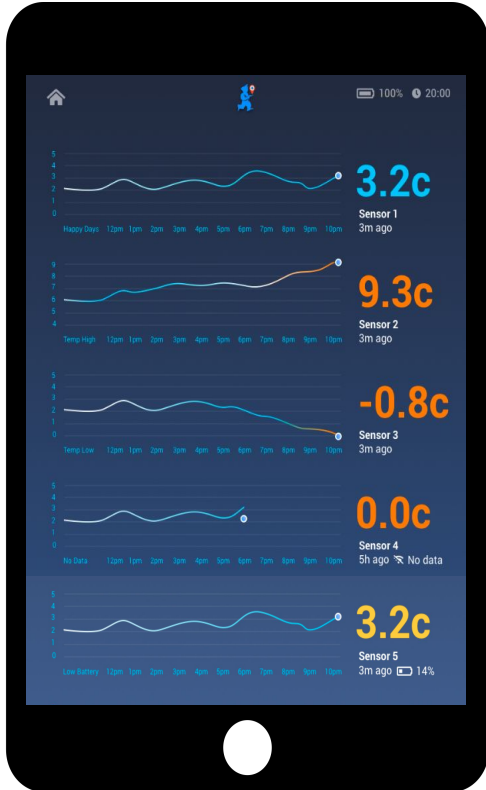 100% 20:00
5
4
3
2
1
0
Happy Days 12pm 1pm 2pm 3pm 4pm 5pm 6pm 7pm 8pm 9pm 10pm
3.2c
Sensor 1
3m ago
9
8
7
6
5
4
Temp High 12pm 1pm 2pm 3pm 4pm 5pm 6pm 7pm 8pm 9pm 10pm
9.3c
Sensor 2
3m ago
5
4
3
2
1
0
Temp Low 12pm 1pm 2pm 3pm 4pm 5pm 6pm 7pm 8pm 9pm 10pm
-0.8c
Sensor 3
3m ago
5
4
3
2
1
0
No Data 12pm 1pm 2pm 3pm 4pm 5pm 6pm 7pm 8pm 9pm 10pm
0.0c
Sensor 4
5h ago No data
5
4
3
2
1
0
Low Battery 12pm 1pm 2pm 3pm 4pm 5pm 6pm 7pm 8pm 9pm 10pm
3.2c
Sensor 5
3m ago 14%